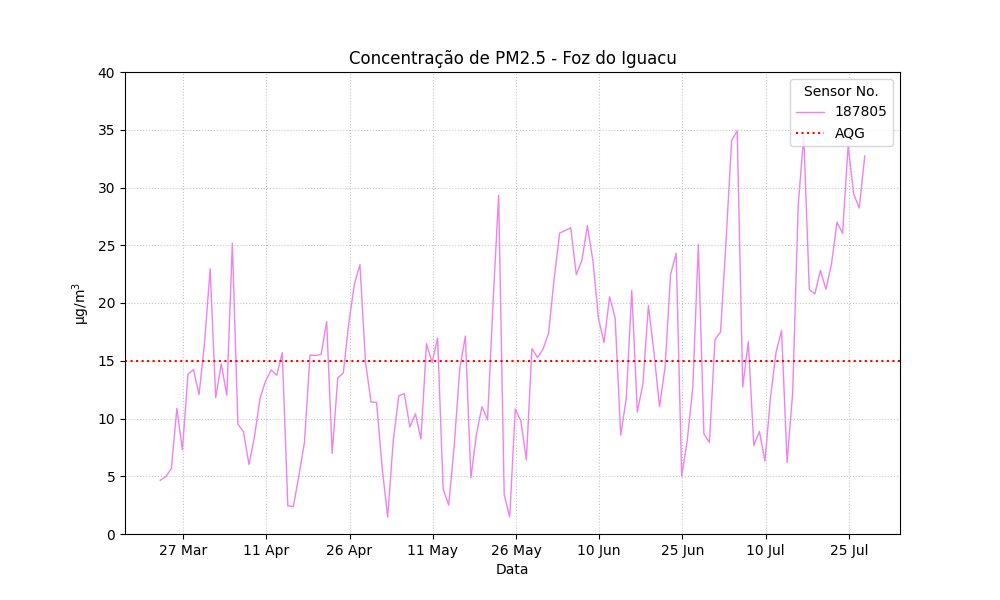 Concentração de PM2.5 - Foz do Iguacu
Sensor No.
187805
AQG
40
35
30
25
20
15
10
5
0
µg/m³
27 Mar 11 Apr 26 Apr 11 May 26 May 10 Jun 25 Jun 10 Jul 25 Jul
Data